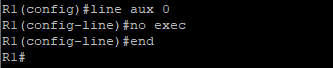 R1(config)#line aux 0
R1(config-line)#no exec
R1(config-line)#end
R1#